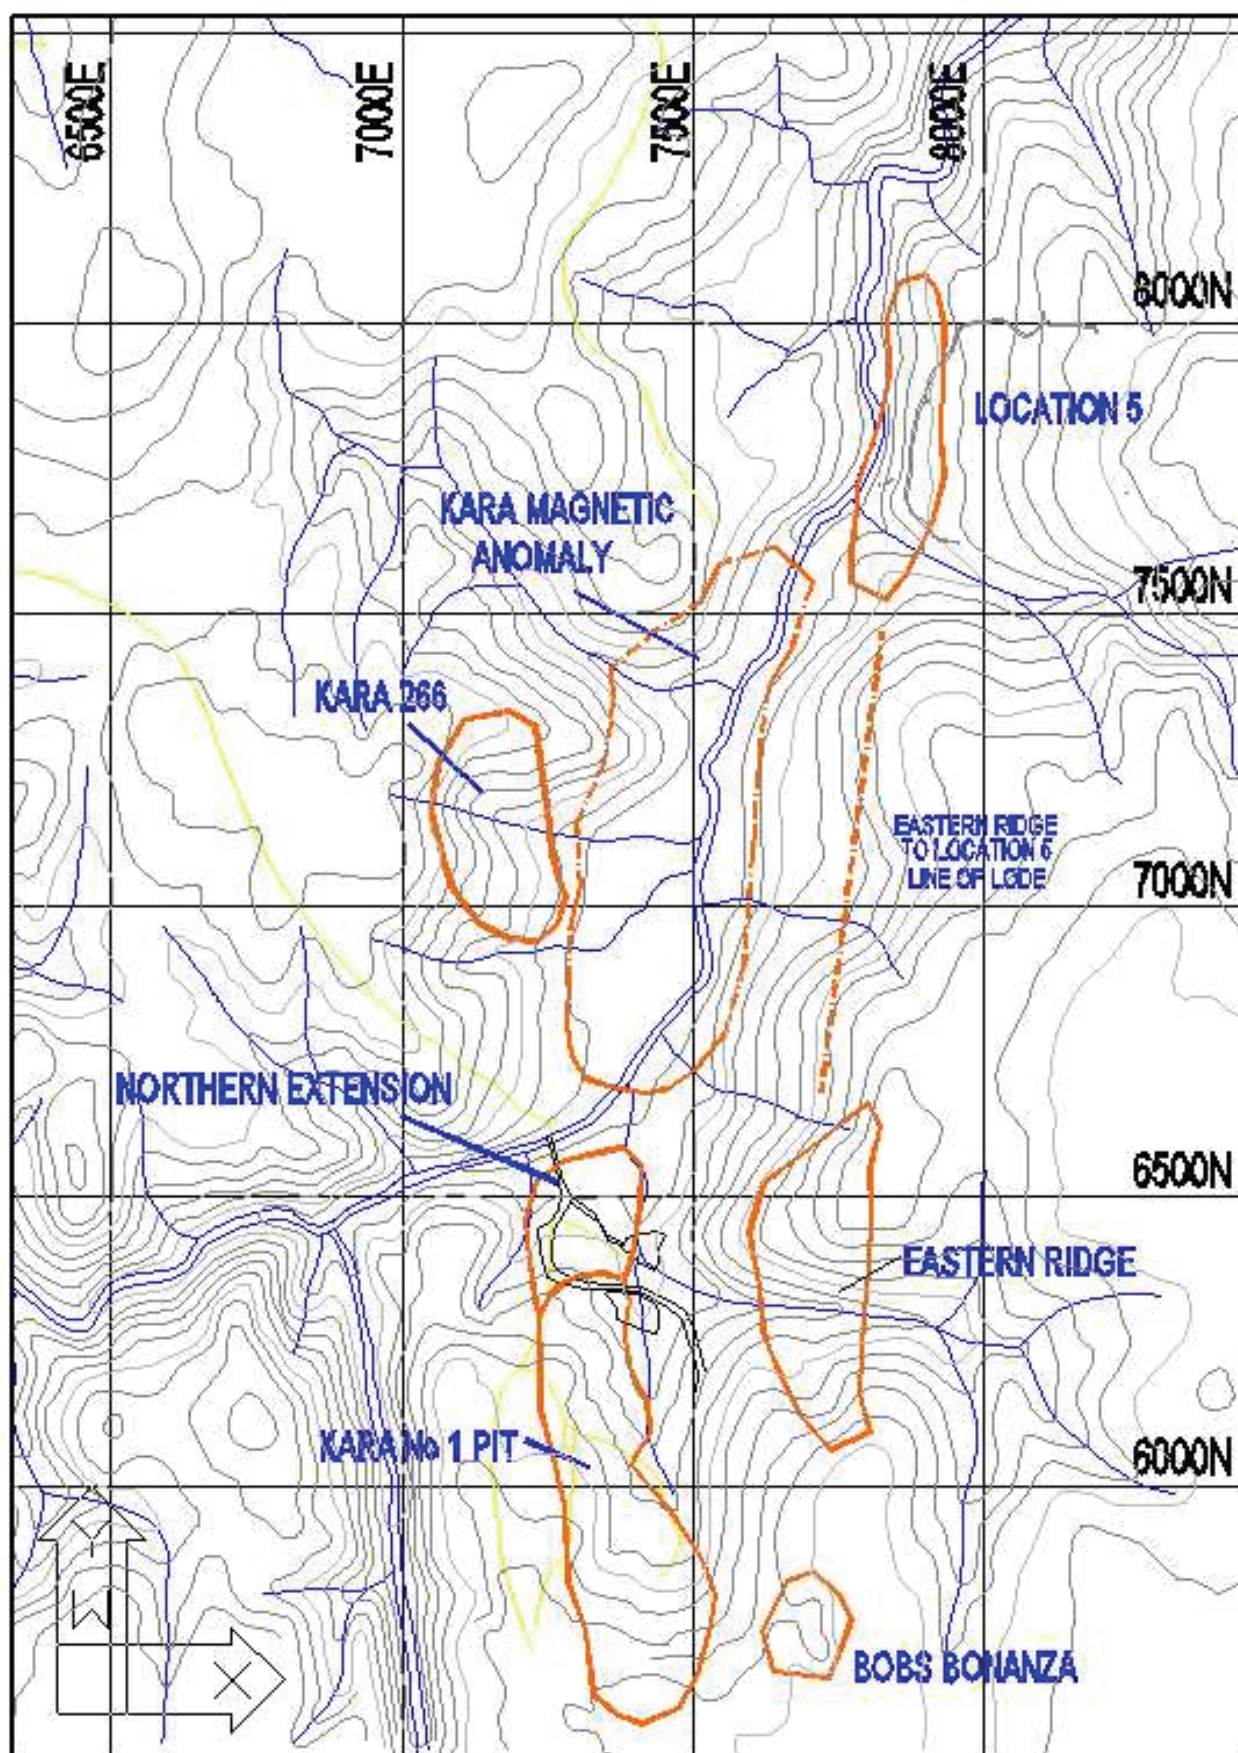 6500E
7000E
7500E
8000E
8000N
LOCATION 5
KARA MAGNETIC
ANOMALY
7500N
KARA 266
EASTERN RIDGE
TO LOCATION 5
LINE OF LODE
7000N
NORTHERN EXTENSION
6500N
EASTERN RIDGE
KARA No 1 PIT
6000N
Y
W
X
BOBS BONANZA